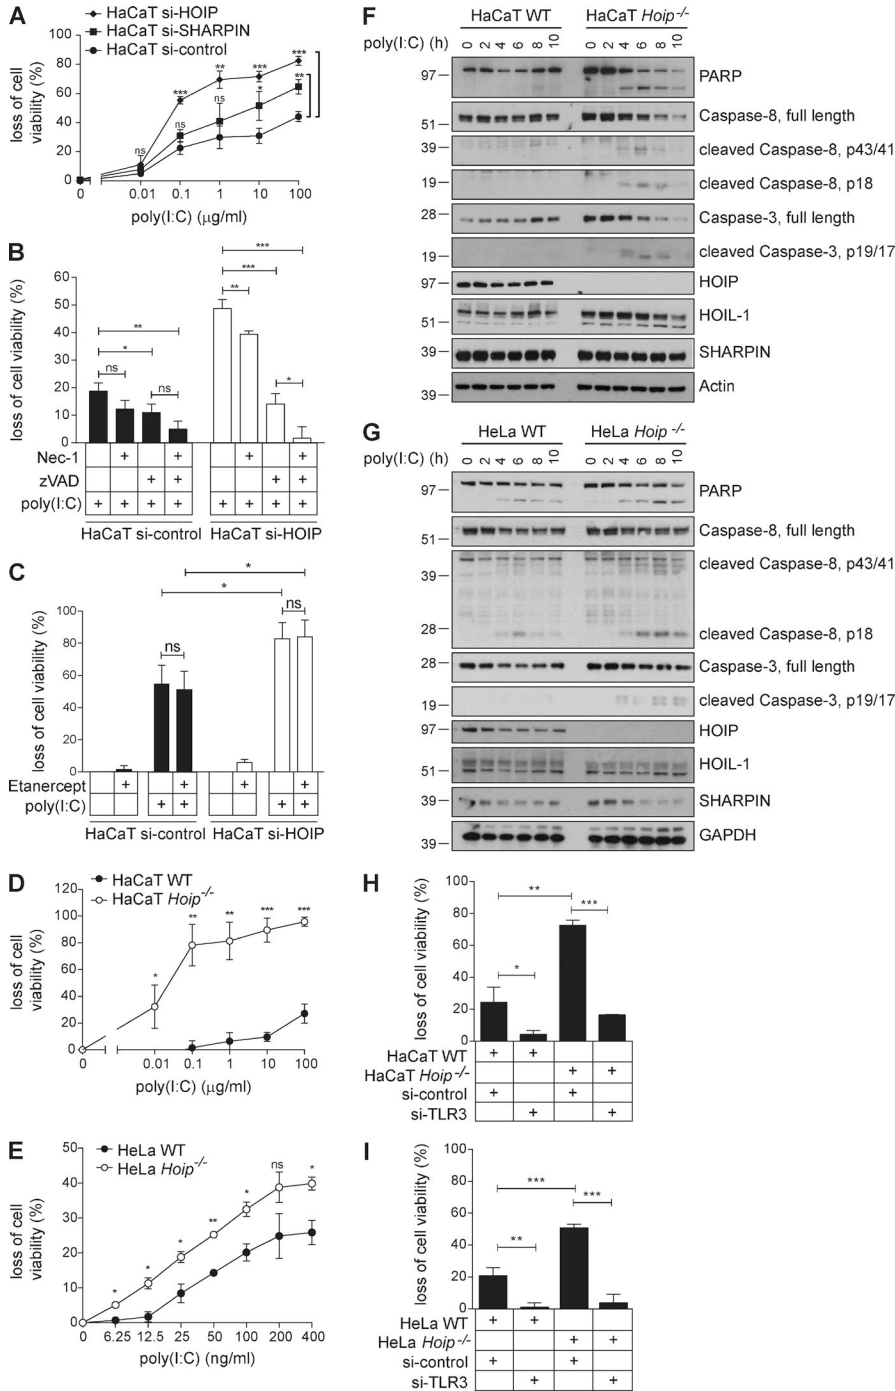 A
HaCaT si-HOIP
HaCaT si-SHARPIN
HaCaT si-control
loss of cell
viability (%)
100
80
60
40
20
0
ns
***
ns
**
ns
***
*
***
**
0 0.01 0.1 1 10 100
poly(I:C) (µg/ml)
B
loss of cell viability (%)
60
50
40
30
20
10
0
**
*
ns
ns
***
***
**
*
Nec-1 + + + +
zVAD + + + +
poly(I:C) + + + + + + + +
HaCaT si-control HaCaT si-HOIP
C
loss of cell viability (%)
100
80
60
40
20
0
*
*
ns
ns
Etanercept + + + +
poly(I:C) + + + +
HaCaT si-control HaCaT si-HOIP
D
HaCaT WT
HaCaT Hoip-/-
loss of cell
viability (%)
120
100
80
60
40
20
0
*
**
**
***
***
0 0.01 0.1 1 10 100
poly(I:C) (µg/ml)
E
HeLa WT
HeLa Hoip-/-
loss of cell
viability (%)
50
40
30
20
10
0
*
*
*
**
*
ns
*
0 6.25 12.5 25 50 100 200 400
poly(I:C) (ng/ml)
F
HaCaT WT HaCaT Hoip-/-
poly(I:C) (h) 0 2 4 6 8 10 0 2 4 6 8 10
97 PARP
51 Caspase-8, full length
39 cleaved Caspase-8, p43/41
19 cleaved Caspase-8, p18
28 Caspase-3, full length
19 cleaved Caspase-3, p19/17
97 HOIP
51 HOIL-1
39 SHARPIN
39 Actin
G
HeLa WT HeLa Hoip-/-
poly(I:C) (h) 0 2 4 6 8 10 0 2 4 6 8 10
97 PARP
51 Caspase-8, full length
39 cleaved Caspase-8, p43/41
28 cleaved Caspase-8, p18
28 Caspase-3, full length
19 cleaved Caspase-3, p19/17
97 HOIP
51 HOIL-1
39 SHARPIN
39 GAPDH
H
loss of cell viability (%)
100
80
60
40
20
0
**
***
*
HaCaT WT + +
HaCaT Hoip-/- + +
si-control + +
si-TLR3 + +
I
loss of cell viability (%)
100
80
60
40
20
0
***
***
**
HeLa WT + +
HeLa Hoip-/- + +
si-control + +
si-TLR3 + +